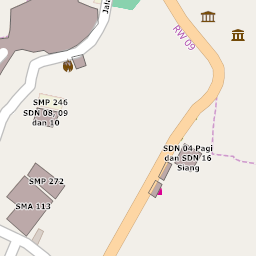 Jala
RW 09
SMP 246
SDN 08, 09
dan 10
SDN 04 Pagi
dan SDN 16
Siang
SMP 272
SMA 113